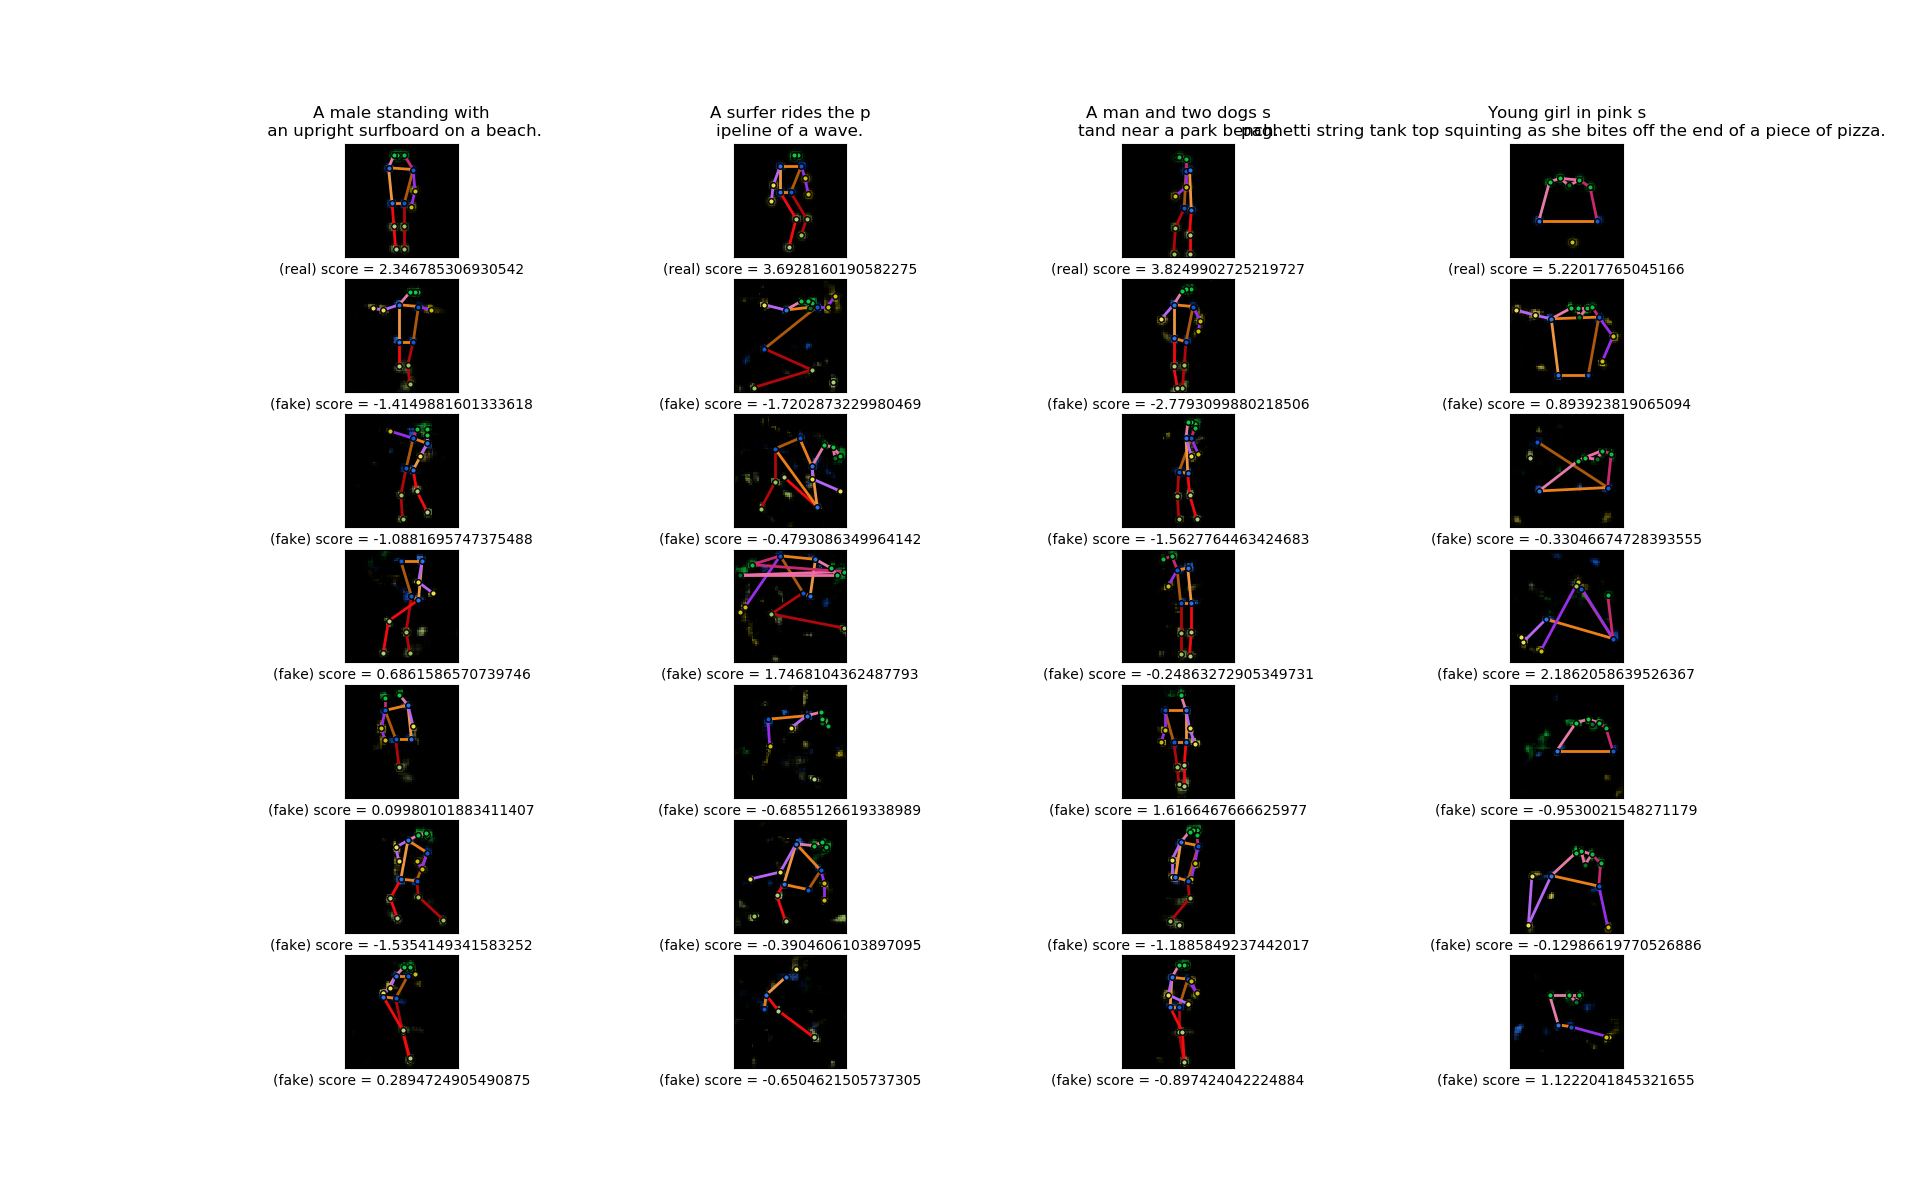 A male standing with
an upright surfboard on a beach.
A surfer rides the p
ipeline of a wave.
A man and two dogs s
tand near a park bench.
Young girl in pink s
paghetti string tank top squinting as she bites off the end of a piece of pizza.
(real) score = 2.346785306930542
(real) score = 3.6928160190582275
(real) score = 3.8249902725219727
(real) score = 5.22017765045166
(fake) score = -1.4149881601333618
(fake) score = -1.7202873229980469
(fake) score = -2.7793099880218506
(fake) score = 0.893923819065094
(fake) score = -1.0881695747375488
(fake) score = -0.4793086349964142
(fake) score = -1.5627764463424683
(fake) score = -0.33046674728393555
(fake) score = 0.6861586570739746
(fake) score = 1.7468104362487793
(fake) score = -0.24863272905349731
(fake) score = 2.1862058639526367
(fake) score = 0.09980101883411407
(fake) score = -0.6855126619338989
(fake) score = 1.6166467666625977
(fake) score = -0.9530021548271179
(fake) score = -1.5354149341583252
(fake) score = -0.3904606103897095
(fake) score = -1.1885849237442017
(fake) score = -0.12986619770526886
(fake) score = 0.2894724905490875
(fake) score = -0.6504621505737305
(fake) score = -0.897424042224884
(fake) score = 1.1222041845321655